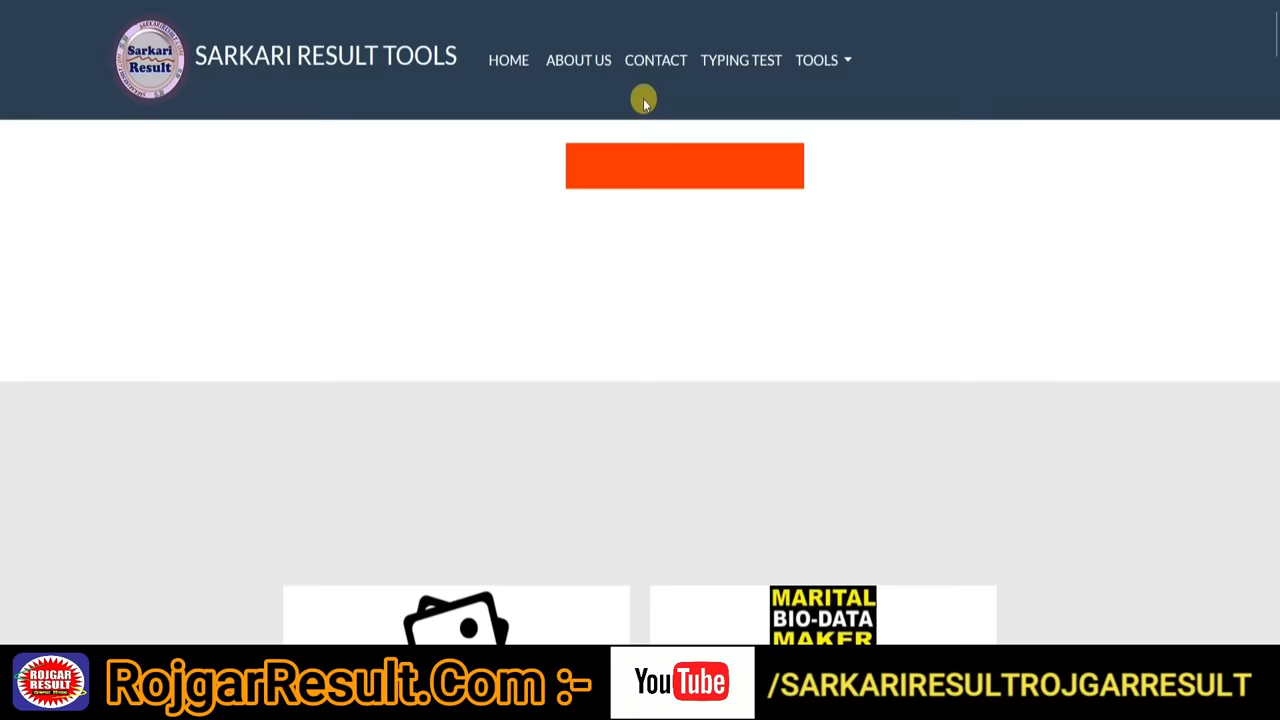 Sarkari
Result
SARKARI RESULT TOOLS
HOME ABOUT US CONTACT TYPING TEST TOOLS
MARITAL
BIO-DATA
MAKER
ROJGAR
RESULT
RojgarResult.Com :-
YouTube
/SARKARIRESULTROJGARRESULT